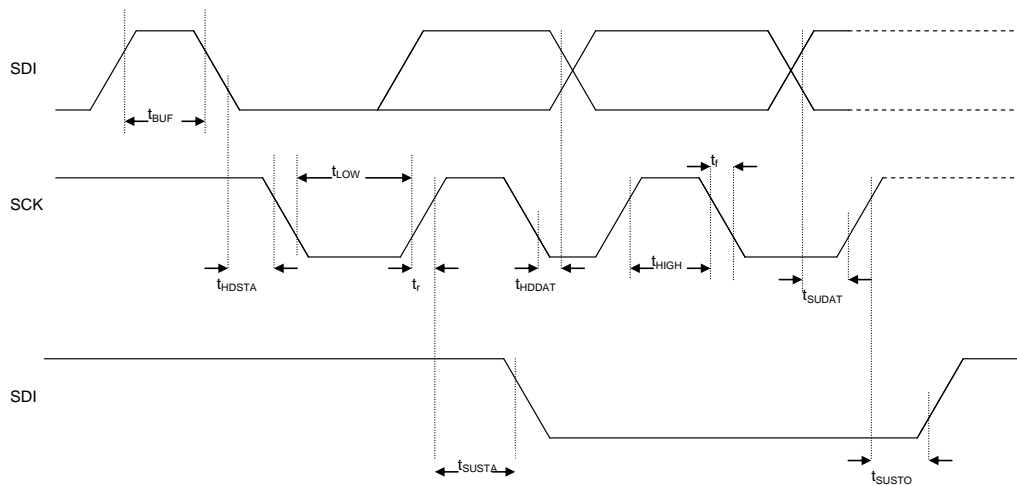 SDI
tBUF
tLOW
tf
SCK
tHDSTA
tr
tHDDAT
tHIGH
tSUDAT
SDI
tSUSTA
tSUSTO